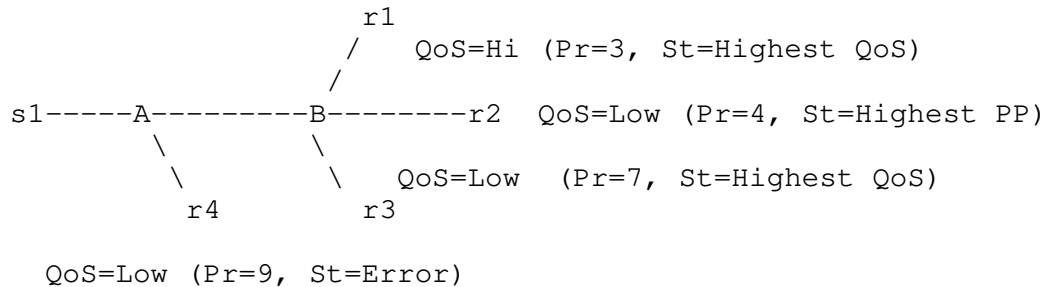 r1
QoS=Hi (Pr=3, St=Highest QoS)
s1-----A---------B--------r2 QoS=Low (Pr=4, St=Highest PP)
QoS=Low (Pr=7, St=Highest QoS)
r4 r3
QoS=Low (Pr=9, St=Error)